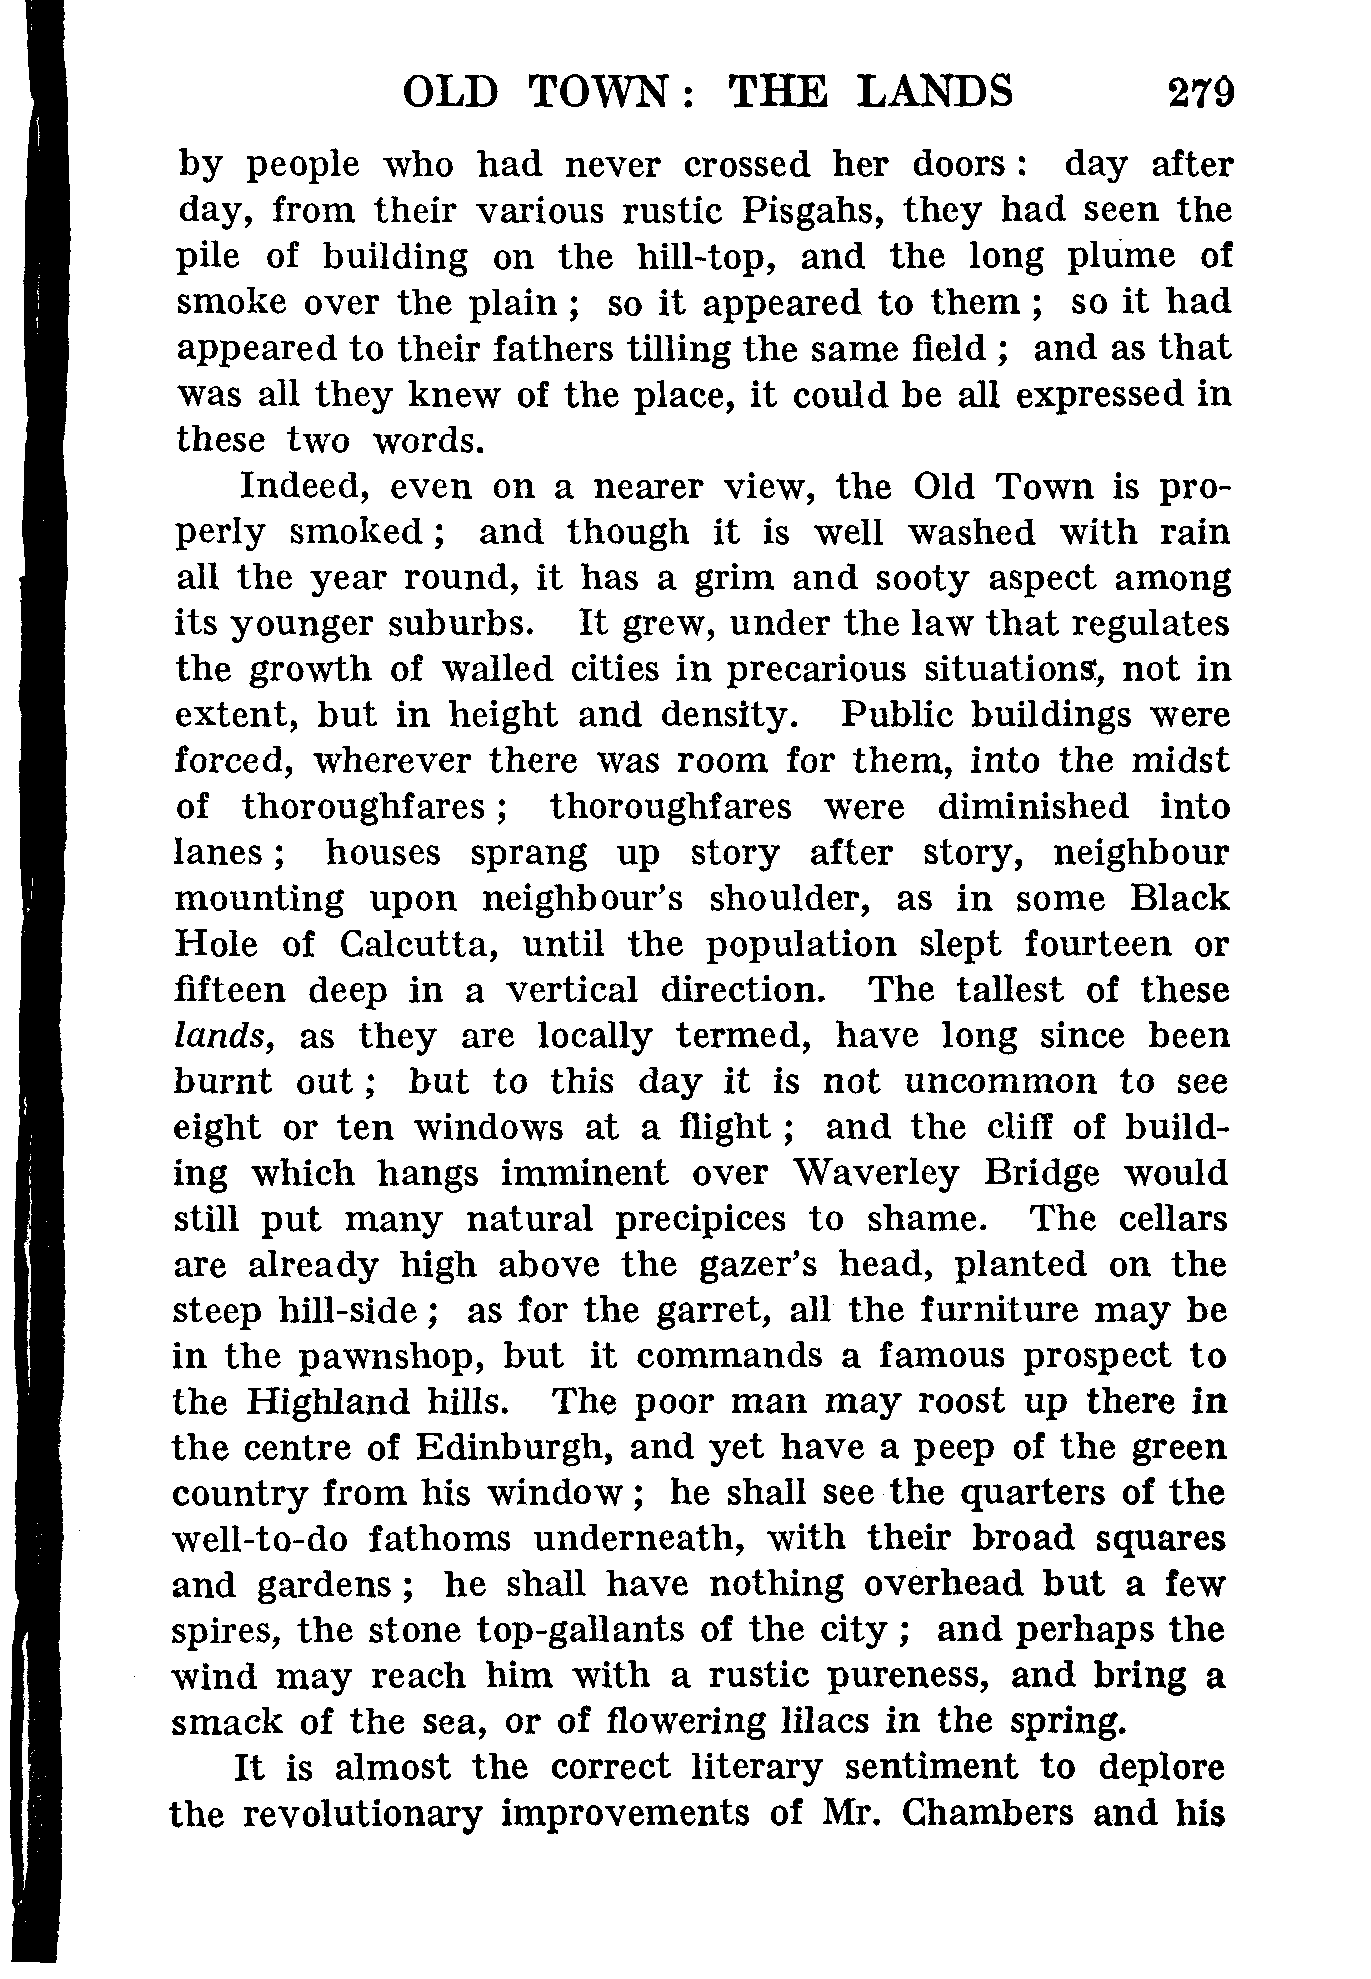 OLD TOWN: THE LANDS 279
by people who had never crossed her doors : day after
day, from their various rustic Pisgahs, they had seen the
pile of building on the hill-top, and the long plume of
smoke over the plain ; so it appeared to them ; so it had
appeared to their fathers tilling the same field ; and as that
was all they knew of the place, it could be all expressed in
these two words.
Indeed, even on a nearer view, the Old Town is pro-
perly smoked ; and though it is well washed with rain
all the year round, it has a grim and sooty aspect among
its younger suburbs. It grew, under the law that regulates
the growth of walled cities in precarious situations, not in
extent, but in height and density. Public buildings were
forced, wherever there was room for them, into the midst
of thoroughfares ; thoroughfares were diminished into
lanes ; houses sprang up story after story, neighbour
mounting upon neighbour's shoulder, as in some Black
Hole of Calcutta, until the population slept fourteen or
fifteen deep in a vertical direction. The tallest of these
lands, as they are locally termed, have long since been
burnt out ; but to this day it is not uncommon to see
eight or ten windows at a flight ; and the cliff of build-
ing which hangs imminent over Waverley Bridge would
still put many natural precipices to shame. The cellars
are already high above the gazer's head, planted on the
steep hill-side ; as for the garret, all the furniture may be
in the pawnshop, but it commands a famous prospect to
the Highland hills. The poor man may roost up there in
the centre of Edinburgh, and yet have a peep of the green
country from his window ; he shall see the quarters of the
well-to-do fathoms underneath, with their broad squares
and gardens ; he shall have nothing overhead but a few
spires, the stone top-gallants of the city ; and perhaps the
wind may reach him with a rustic pureness, and bring a
smack of the sea, or of flowering lilacs in the spring.
It is almost the correct literary sentiment to deplore
the revolutionary improvements of Mr. Chambers and his